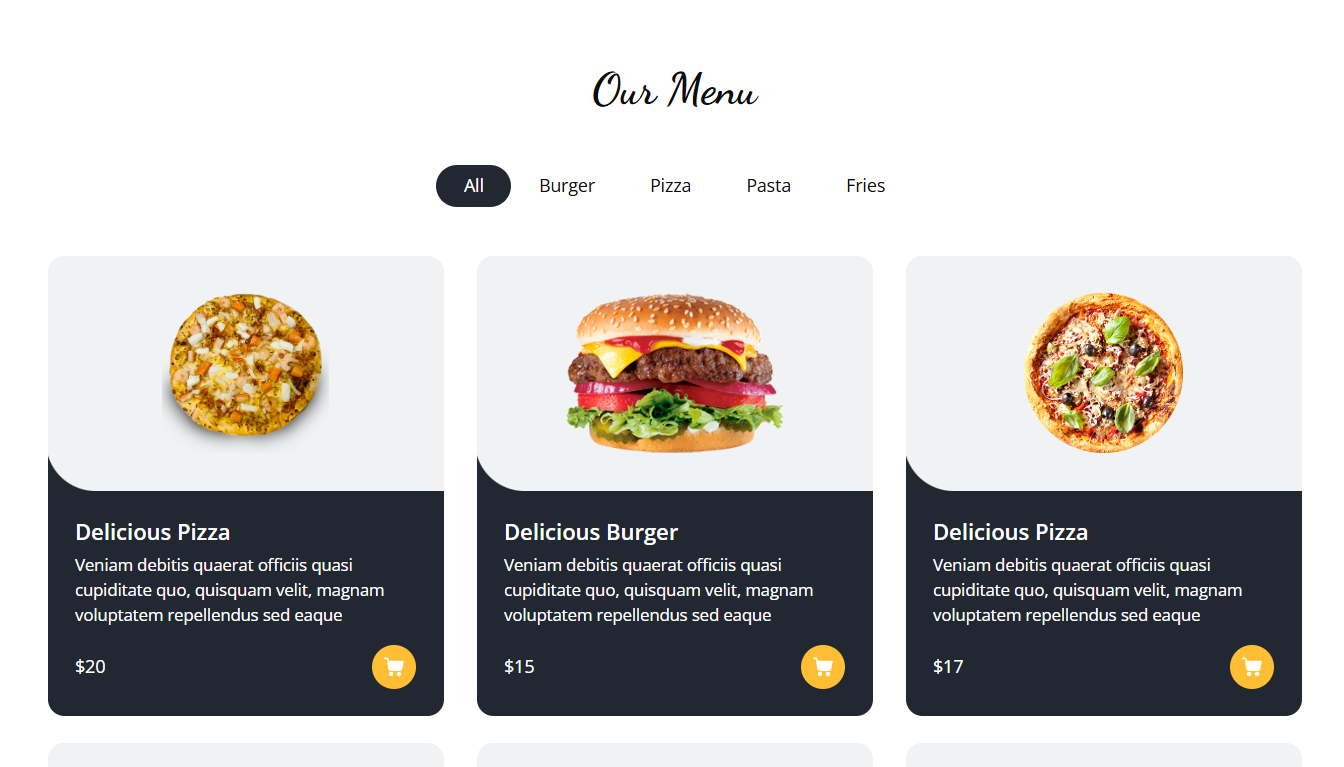 Our Menu
All Burger Pizza Pasta Fries
Delicious Pizza
Veniam debitis quaerat officiis quasi
cupiditate quo, quisquam velit, magnam
voluptatem repellendus sed eaque
$20
Delicious Burger
Veniam debitis quaerat officiis quasi
cupiditate quo, quisquam velit, magnam
voluptatem repellendus sed eaque
$15
Delicious Pizza
Veniam debitis quaerat officiis quasi
cupiditate quo, quisquam velit, magnam
voluptatem repellendus sed eaque
$17